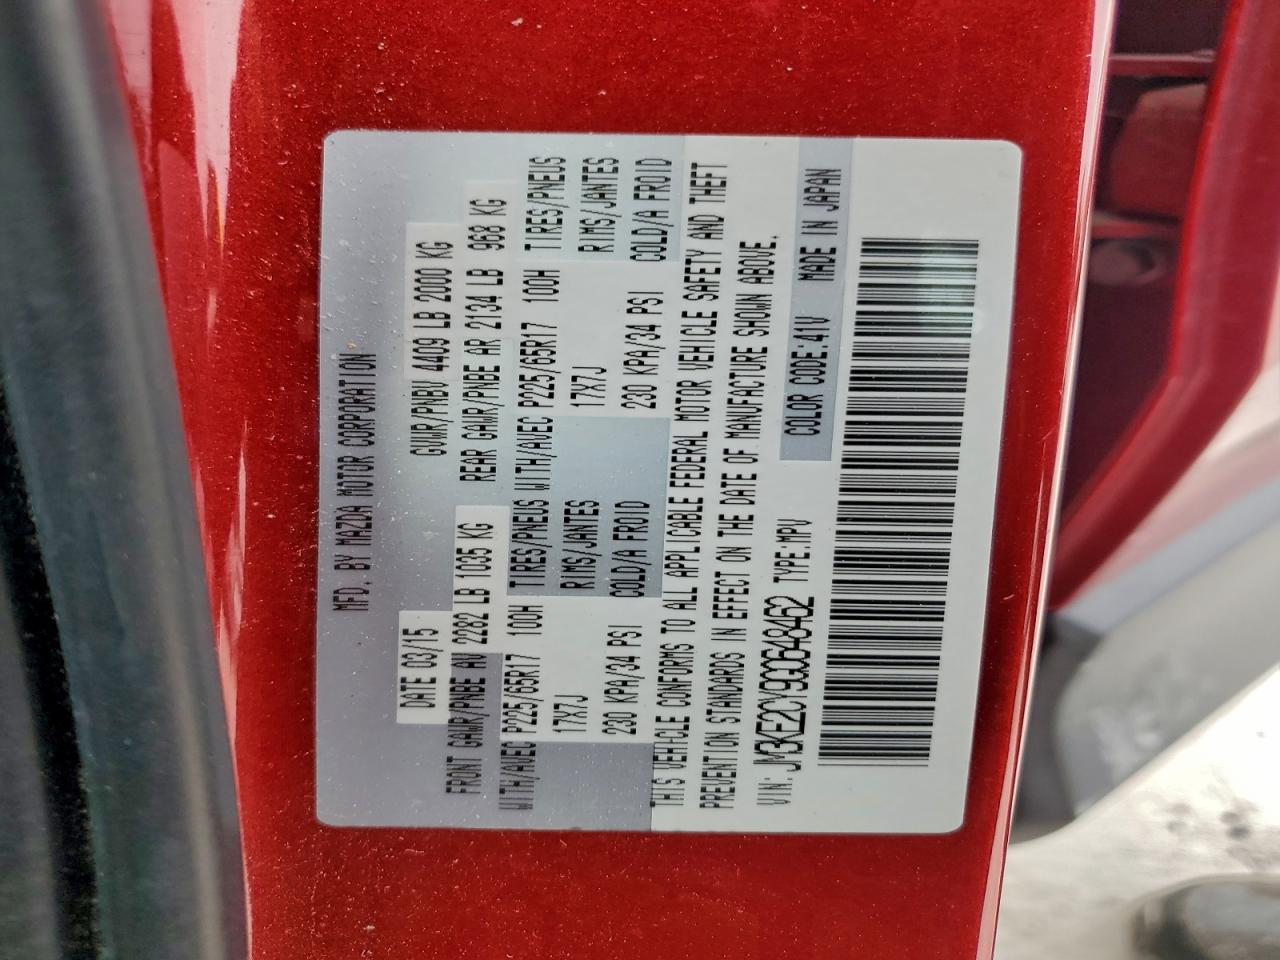 MFD. BY MAZDA MOTOR CORPORATION
DATE 03/15 GWWR/PNBV 4409 LB 2000 KG
FRONT GAWR/PNBE AV 2282 LB 1035 KG REAR GAWR/PNBE AR 2134 LB 968 KG
WITH/AVEC P225/65R17 100H TIRES/PNEUS WITH/AVEC P225/65R17 100H TIRES/PNEUS
17X7J RIMS/JANTES 17X7J RIMS/JANTES
230 KPA/34 PSI COLD/A FROID 230 KPA/34 PSI COLD/A FROID
THIS VEHICLE CONFORMS TO ALL APPLICABLE FEDERAL MOTOR VEHICLE SAFETY AND THEFT
PREVENTION STANDARDS IN EFFECT ON THE DATE OF MANUFACTURE SHOWN ABOVE.
VIN: JM3KE2CY9G0648462 TYPE:MPV COLOR CODE:41V MADE IN JAPAN